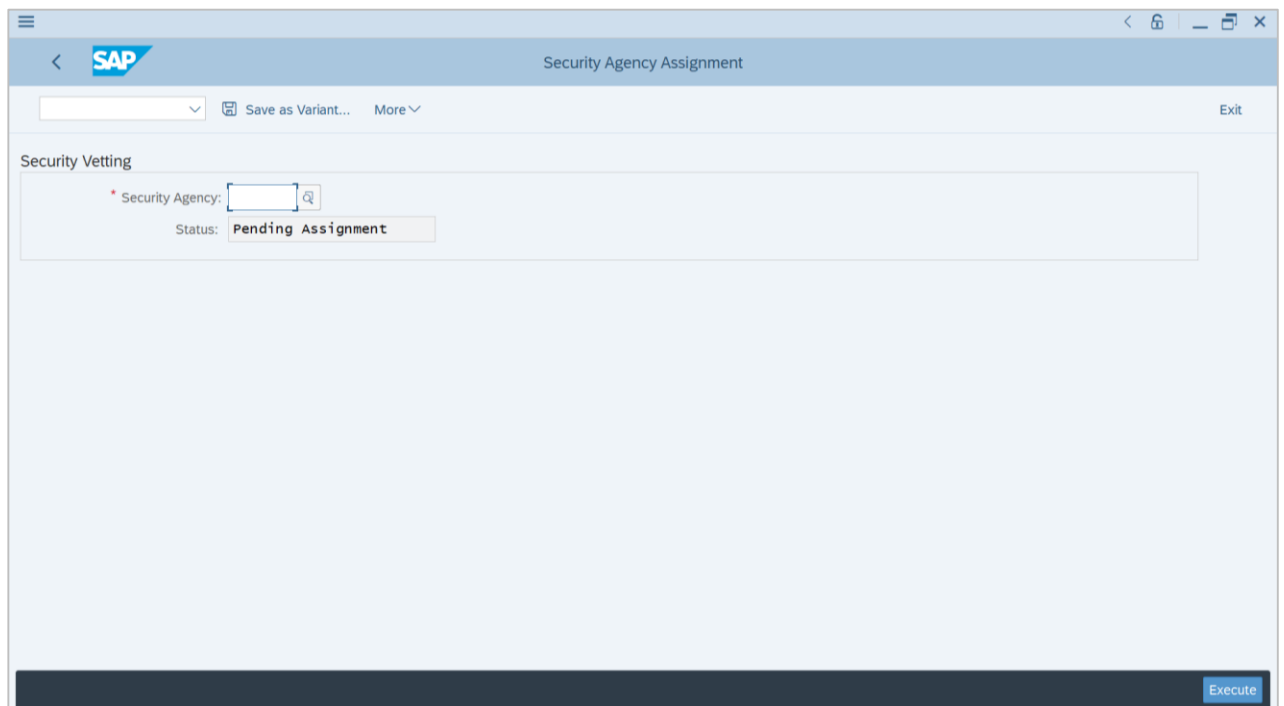 SAP
Security Agency Assignment
Save as Variant... More Exit
Security Vetting
* Security Agency:
Status: Pending Assignment
Execute